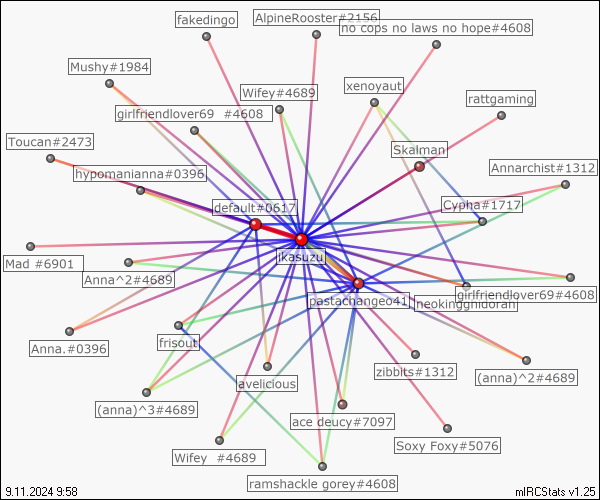 fakedingo
AlpineRooster#2156
no cops no laws no hope#4608
Mushy#1984
Wifey#4689
xenoyaut
rattgaming
girlfriendlover69 #4608
Toucan#2473
Skalman
Annarchist#1312
hypomanianna#0396
default#0617
Cypha#1717
jkasuzu
Mad #6901
Anna^2#4689
pastachangeo41
neokingghidorah
girlfriendlover69#4608
Anna.#0396
frisout
zibbits#1312
(anna)^2#4689
avelicious
(anna)^3#4689
ace deucy#7097
Soxy Foxy#5076
Wifey #4689
ramshackle gorey#4608
9.11.2024 9:58
mIRCStats v1.25